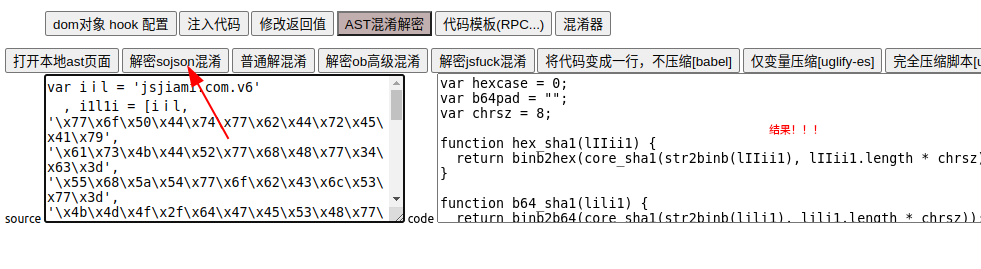 dom对象 hook 配置 注入代码 修改返回值 AST混淆解密 代码模板(RPC...) 混淆器
打开本地ast页面 解密sojson混淆 普通解混淆 解密ob高级混淆 解密jsfuck混淆 将代码变成一行，不压缩[babel] 仅变量压缩[uglify-es] 完全压缩脚本[u
source
var iｉl = 'jsjiami.com.v6'
, i1l1i = [iｉl,
'\x77\x6f\x50\x44\x74\x77\x62\x44\x72\x45\
x41\x79',
'\x61\x73\x4b\x44\x52\x77\x68\x48\x77\x34\
x63\x3d',
'\x55\x68\x5a\x54\x77\x6f\x62\x43\x6c\x53\
x77\x3d',
'\x4b\x4d\x4f\x2f\x64\x47\x45\x53\x48\x77\
code
var hexcase = 0;
var b64pad = "";
var chrsz = 8;
结果！！！
function hex_sha1(lIIii1) {
return binb2hex(core_sha1(str2binb(lIIii1), lIIii1.length * chrsz)
}
function b64_sha1(lili1) {
return binb2b64(core_sha1(str2binb(lili1), lili1.length * chrsz));